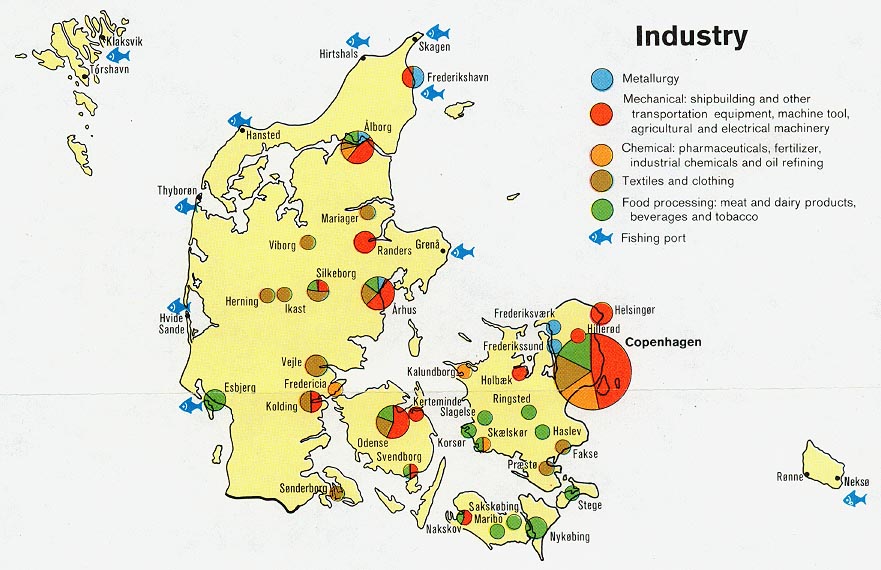 Industry
Metallurgy
Mechanical: shipbuilding and other
transportation equipment, machine tool,
agricultural and electrical machinery
Chemical: pharmaceuticals, fertilizer,
industrial chemicals and oil refining
Textiles and clothing
Food processing: meat and dairy products,
beverages and tobacco
Fishing port
Klaksvik
Tórshavn
Hirtshals
Skagen
Frederikshavn
Ålborg
Hansted
Thyborøn
Mariager
Viborg
Randers
Grenå
Silkeborg
Herning
Ikast
Århus
Hvide
Sande
Frederiksværk
Helsingør
Hillerød
Frederikssund
Copenhagen
Vejle
Kalundborg
Holbæk
Esbjerg
Fredericia
Kolding
Kerteminde
Ringsted
Slagelse
Odense
Korsør
Skælskør
Haslev
Svendborg
Fakse
Præstø
Sønderborg
Stege
Sakskøbing
Maribo
Nakskov
Nykøbing
Rønne
Neksø